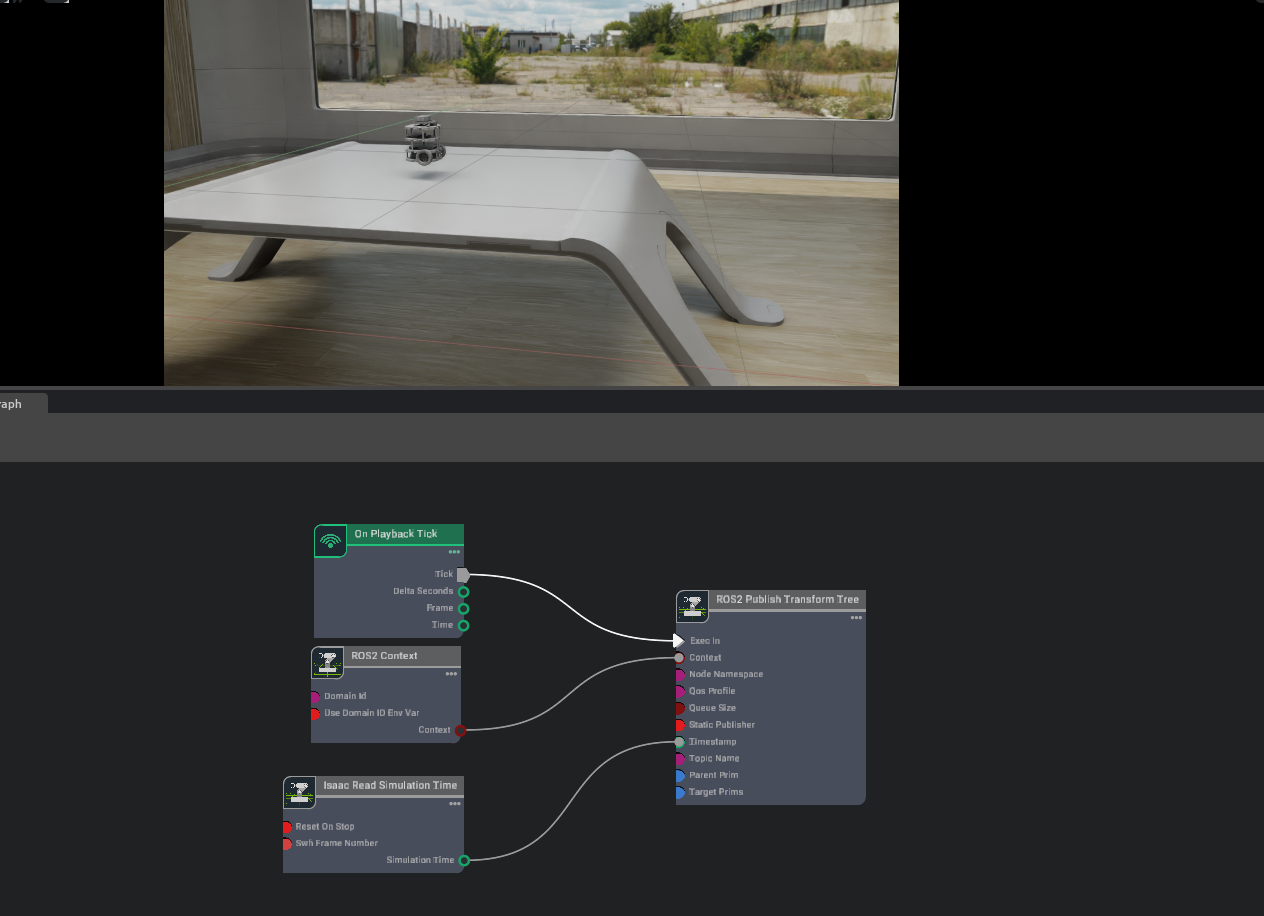 raph
On Playback Tick
Tick
Delta Seconds
Frame
Time
ROS2 Context
Domain Id
Use Domain ID Env Var
Context
Isaac Read Simulation Time
Reset On Stop
Swh Frame Number
Simulation Time
ROS2 Publish Transform Tree
Exec In
Context
Node Namespace
Qos Profile
Queue Size
Static Publisher
Timestamp
Topic Name
Parent Prim
Target Prims